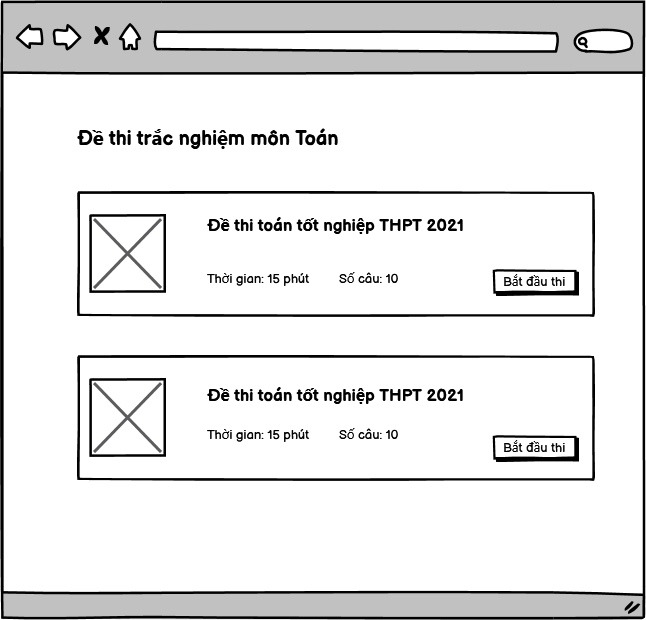 Đề thi trắc nghiệm môn Toán
Đề thi toán tốt nghiệp THPT 2021
Thời gian: 15 phút Số câu: 10
Bắt đầu thi
Đề thi toán tốt nghiệp THPT 2021
Thời gian: 15 phút Số câu: 10
Bắt đầu thi